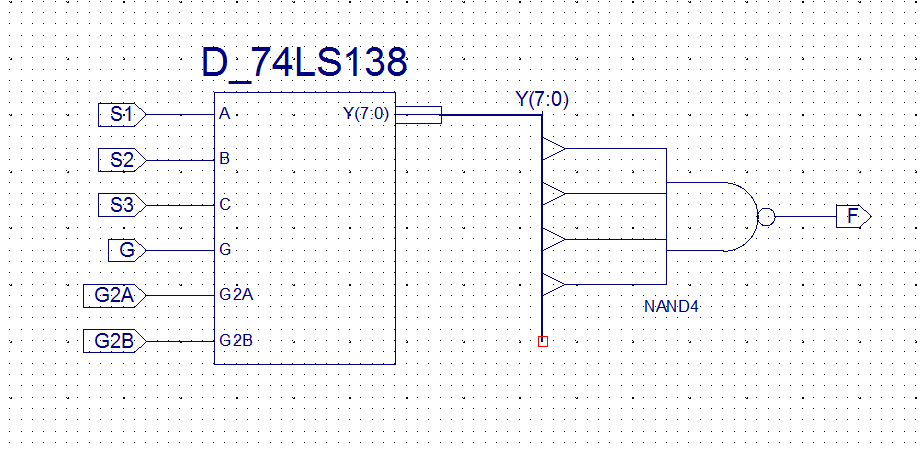 D_74LS138
S1
A
Y(7:0)
Y(7:0)
S2
B
S3
C
F
G
G
G2A
G2A
NAND4
G2B
G2B